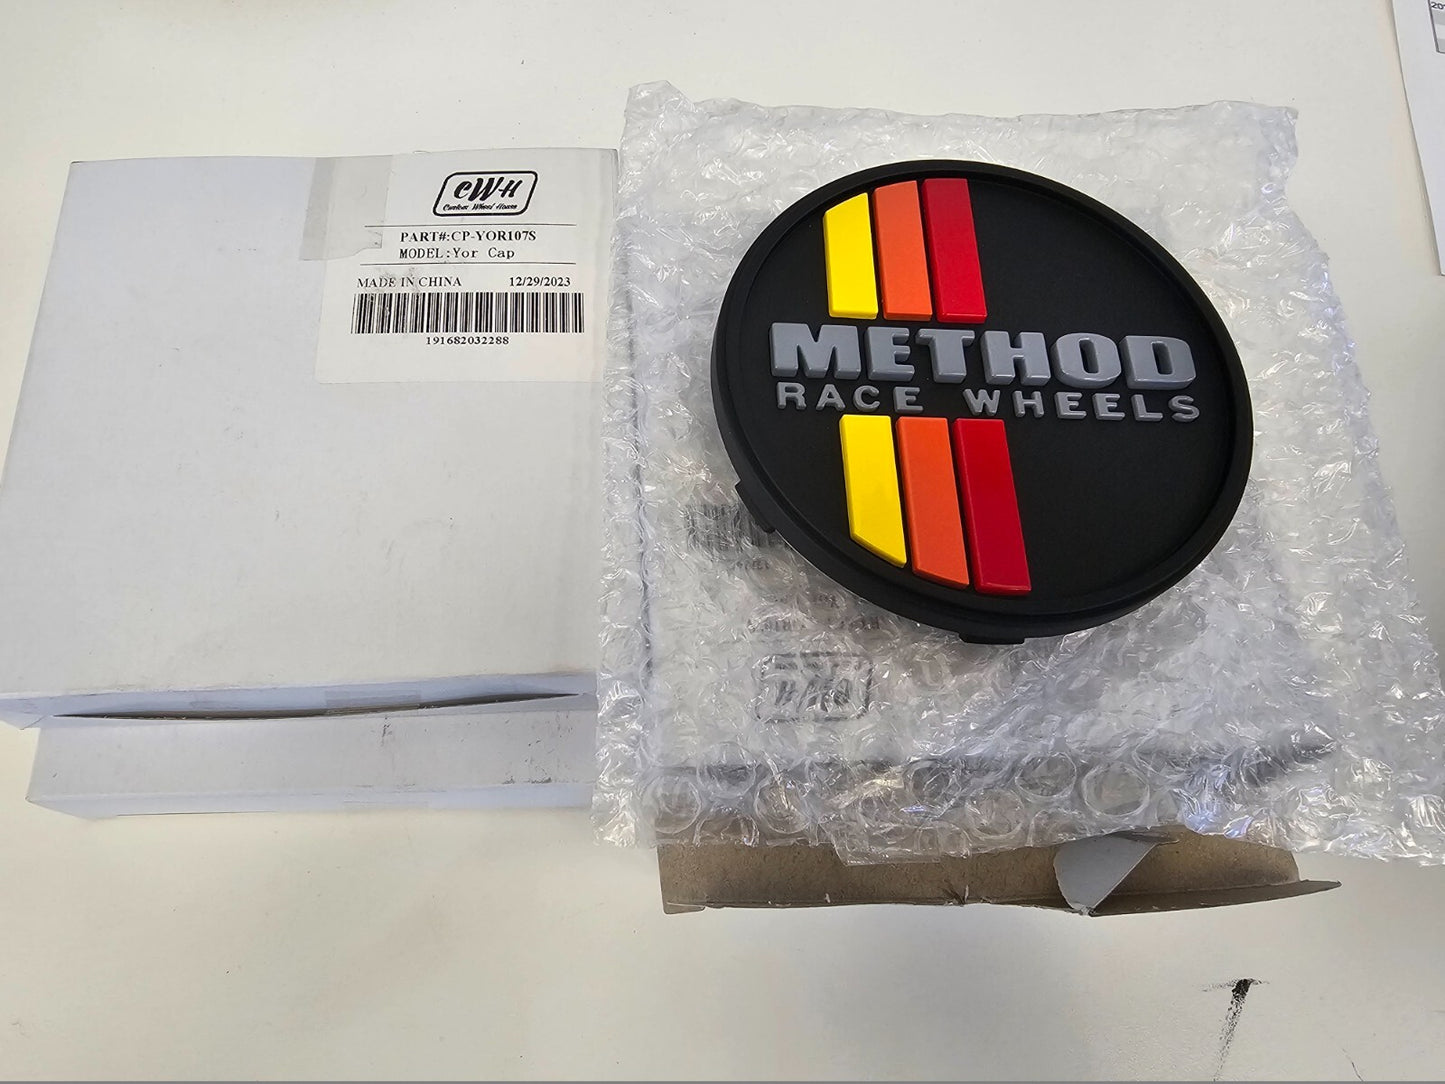 CWH
Custom Wheel House
PART#:CP-YOR107S
MODEL:Yor Cap
MADE IN CHINA 12/29/2023
191682032288
METHOD
RACE WHEELS
CWH